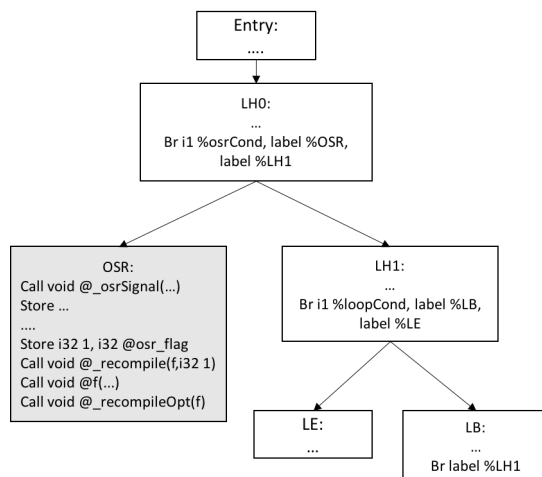 Entry:
....
LH0:
...
Br i1 %osrCond, label %OSR,
label %LH1
OSR:
Call void @_osrSignal(...)
Store ...
....
Store i32 1, i32 @osr_flag
Call void @_recompile(f,i32 1)
Call void @f(...)
Call void @_recompileOpt(f)
LH1:
...
Br i1 %loopCond, label %LB,
label %LE
LE:
...
LB:
...
Br label %LH1